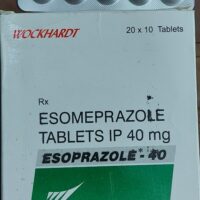 WOCKHARDT
20 x 10 Tablets
Rx
ESOMEPRAZOLE
TABLETS IP 40 mg
ESOPRAZOLE - 40